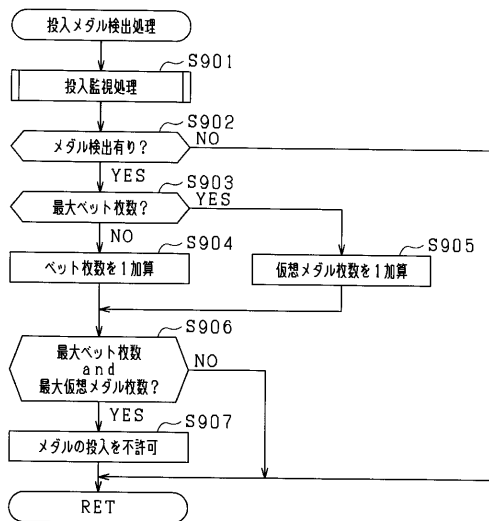 投入メダル検出処理
S901
投入監視処理
S902
メダル検出有り?
NO
YES
S903
最大ベット枚数?
YES
NO
S904
ベット枚数を1加算
S905
仮想メダル枚数を1加算
S906
最大ベット枚数
and
最大仮想メダル枚数?
NO
YES
S907
メダルの投入を不許可
RET